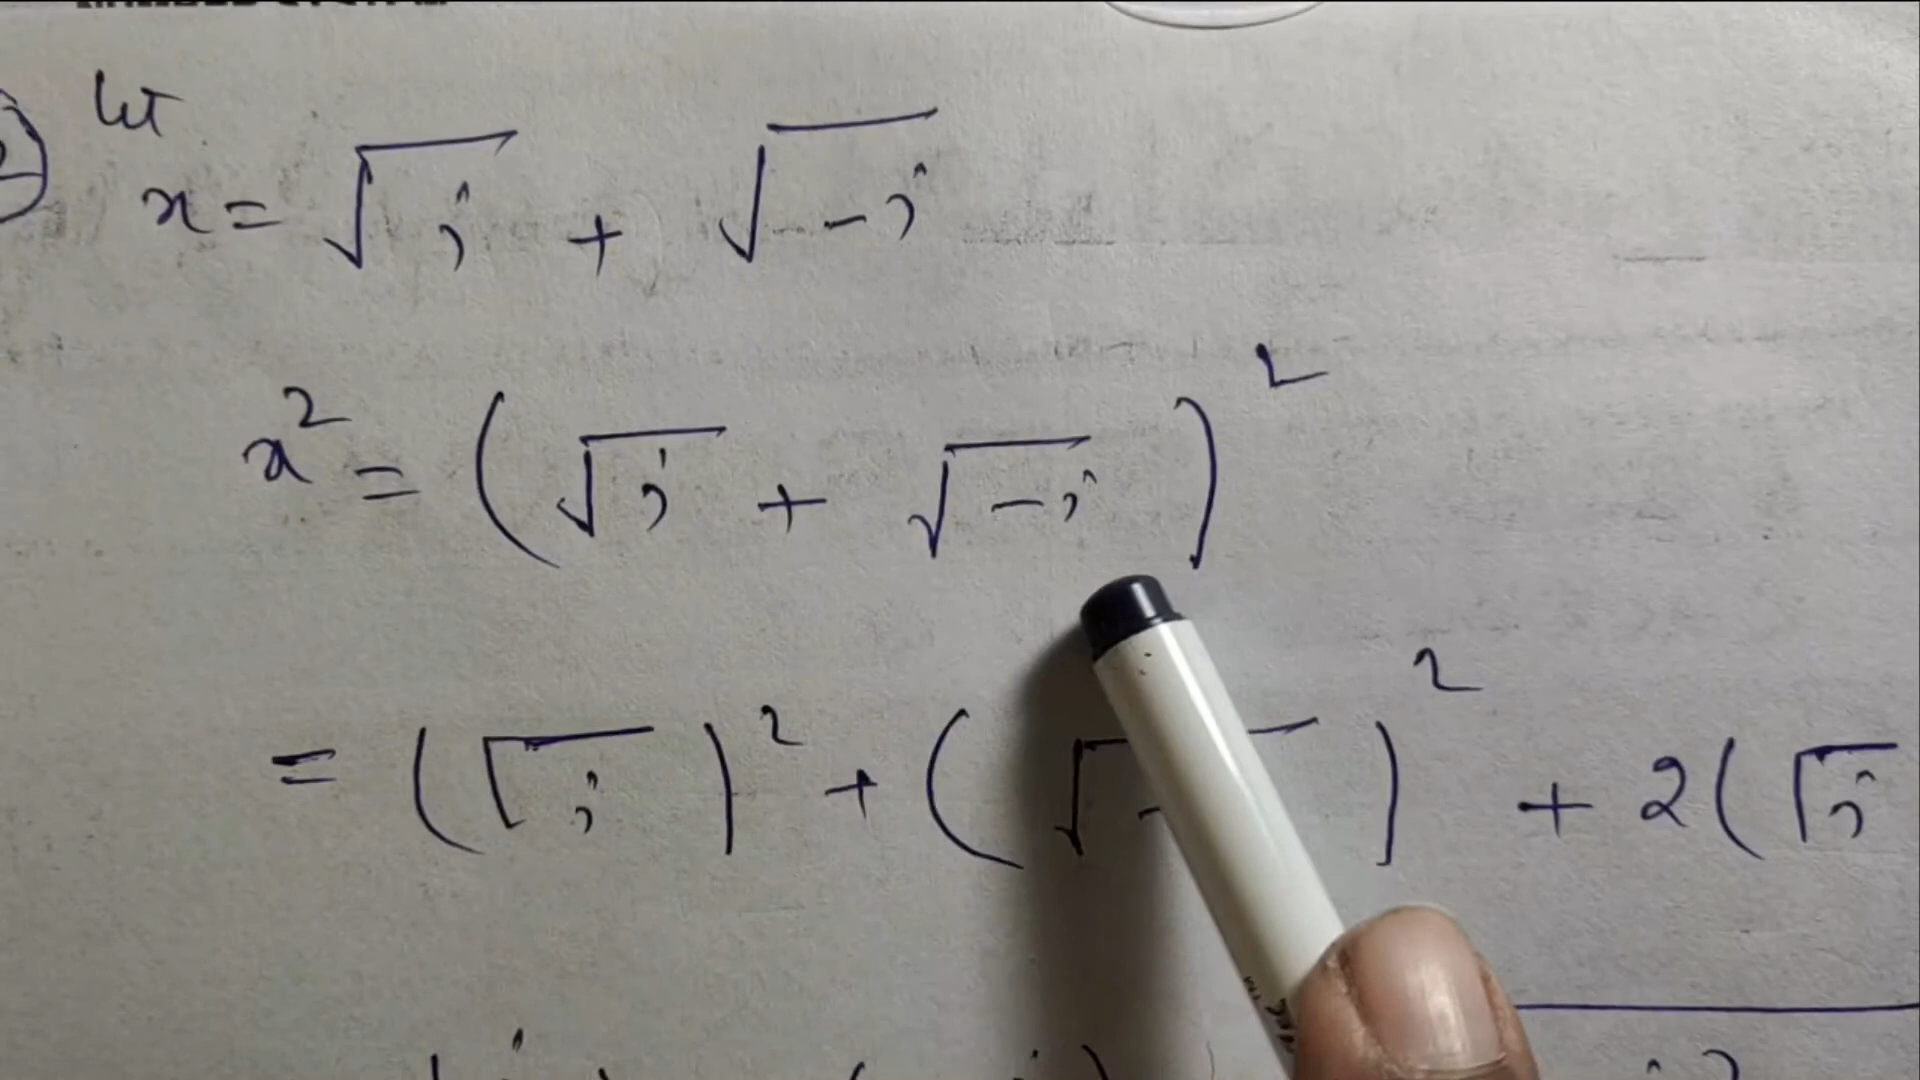 let
x = √i + √-i
x² = (√i + √-i)²
= (√i)² + (√-
)² + 2(√i